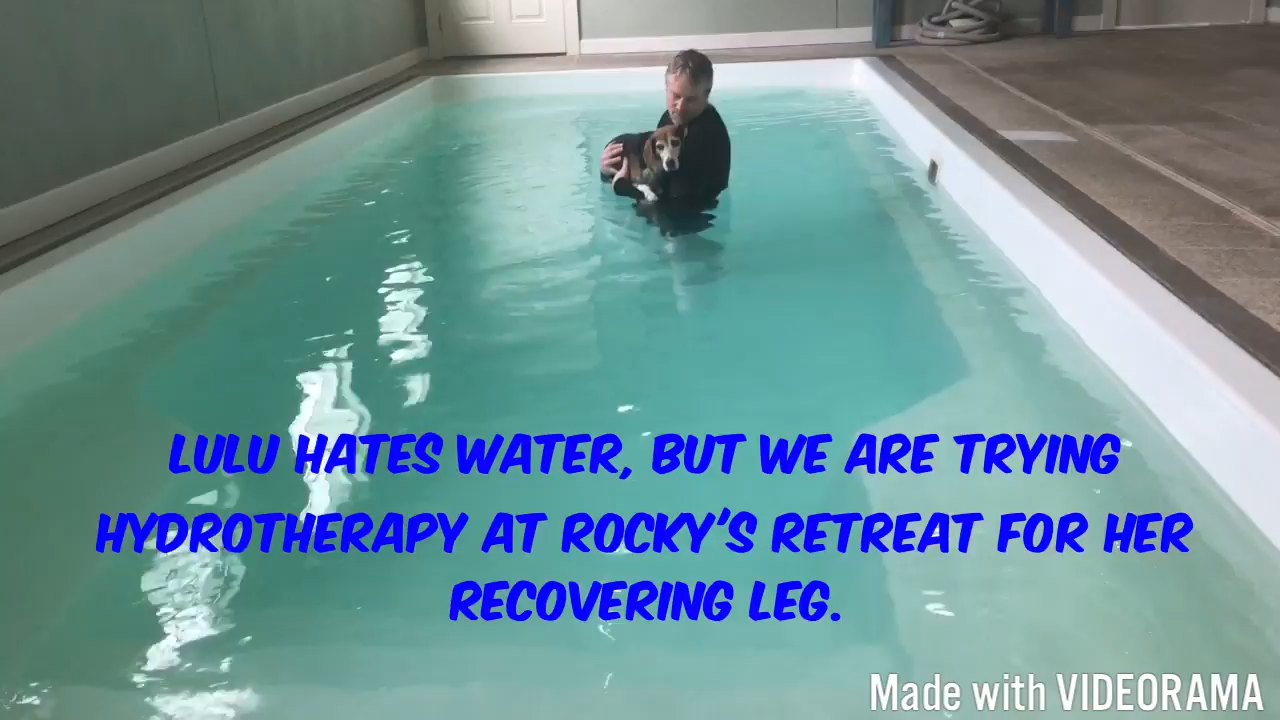 LULU HATES WATER, BUT WE ARE TRYING
HYDROTHERAPY AT ROCKY'S RETREAT FOR HER
RECOVERING LEG.
Made with VIDEORAMA